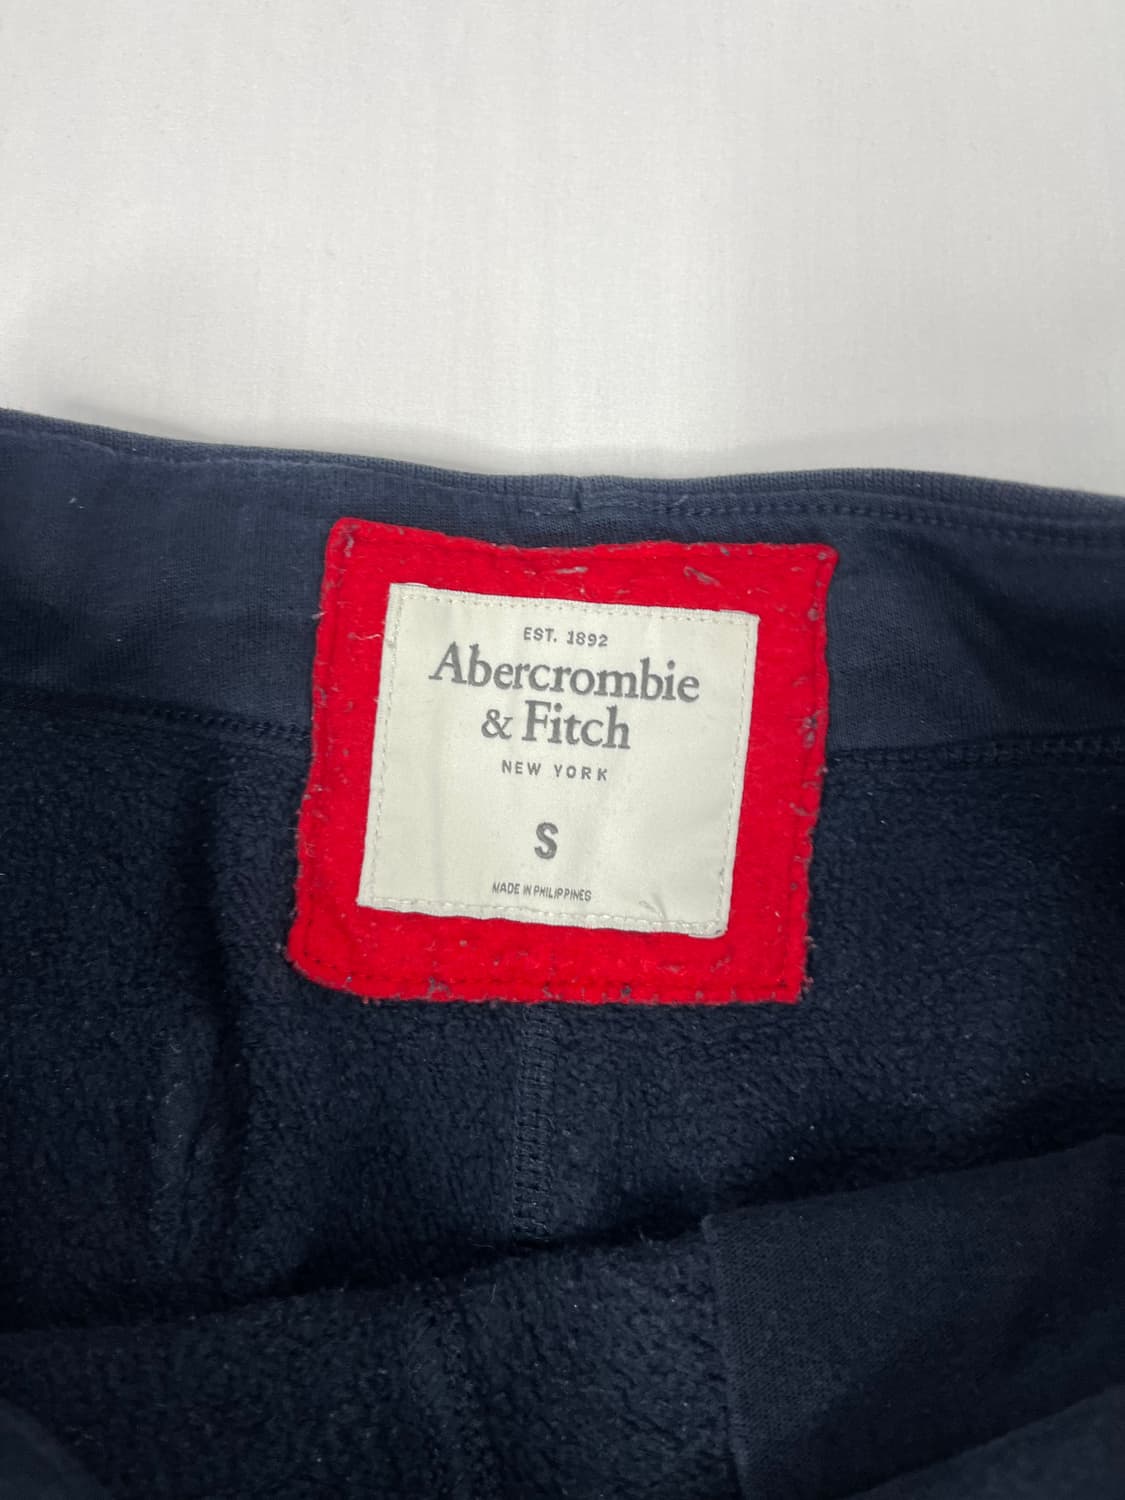 EST. 1892
Abercrombie
& Fitch
NEW YORK
S
MADE IN PHILIPPINES